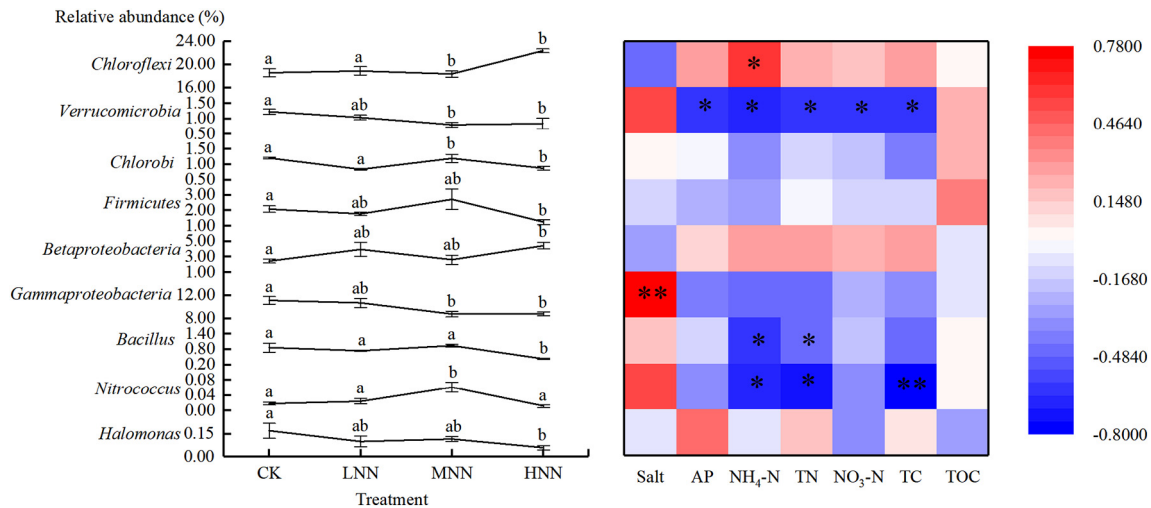 Relative abundance (%)
24.00
Chloroflexi 20.00 a a b b
16.00
1.50
Verrucomicrobia 1.00 a ab b b
0.50
1.50
Chlorobi 1.00 a a b b
0.50
3.00
Firmicutes 2.00 a ab ab b
1.00
5.00
Betaproteobacteria 3.00 a ab ab b
1.00
Gammaproteobacteria 12.00 a ab b b
8.00
1.40
Bacillus 0.80 a a a b
0.20
0.08
Nitrococcus 0.04 a a b a
0.00
Halomonas 0.15 a ab ab b
0.00
CK LNN MNN HNN
Treatment
*
* * * * *
**
* *
* * **
Salt AP NH₄-N TN NO₃-N TC TOC
0.7800
0.4640
0.1480
-0.1680
-0.4840
-0.8000